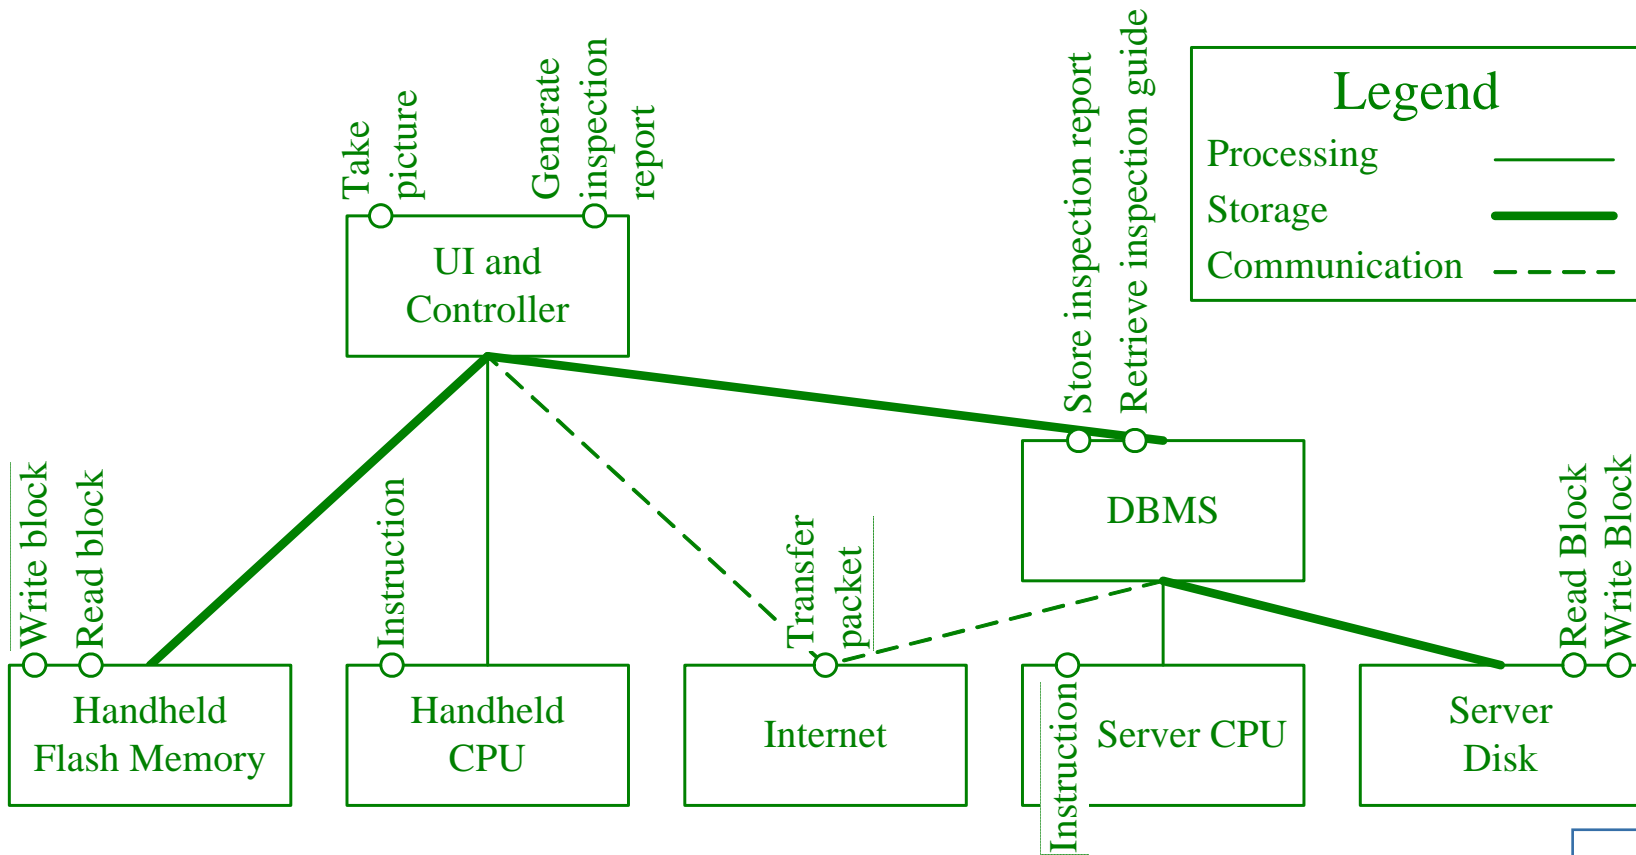 Take
picture
Generate
inspection
report
Store inspection report
Retrieve inspection guide
Legend
Processing
Storage
Communication
UI and
Controller
DBMS
Write block
Read block
Instruction
Transfer
packet
Read Block
Write Block
Handheld
Flash Memory
Handheld
CPU
Internet
Instruction
Server CPU
Server
Disk